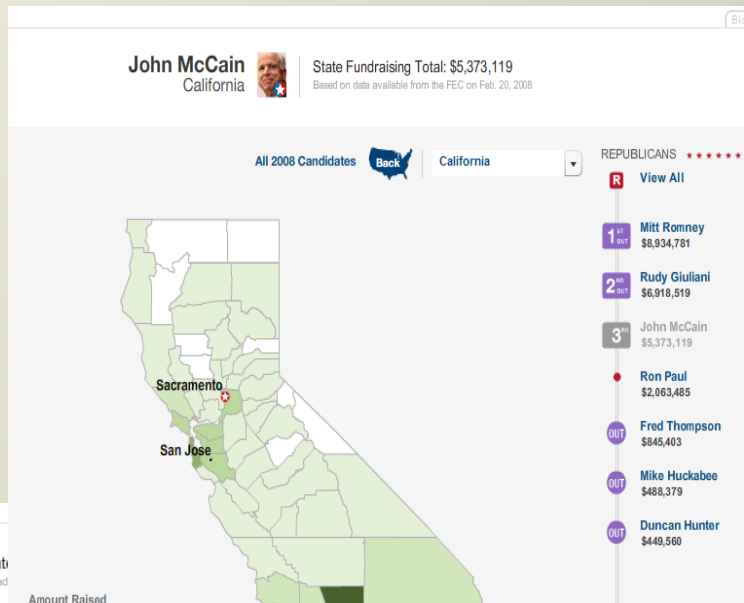 John McCain
California
State Fundraising Total: $5,373,119
Based on data available from the FEC on Feb. 20, 2008
All 2008 Candidates
Back
California
REPUBLICANS
R
View All
1ST OUT
Mitt Romney
$8,934,781
2ND OUT
Rudy Giuliani
$6,918,519
3RD
John McCain
$5,373,119
Ron Paul
$2,063,485
OUT
Fred Thompson
$845,403
OUT
Mike Huckabee
$488,379
OUT
Duncan Hunter
$449,560
Sacramento
San Jose
Amount Raised